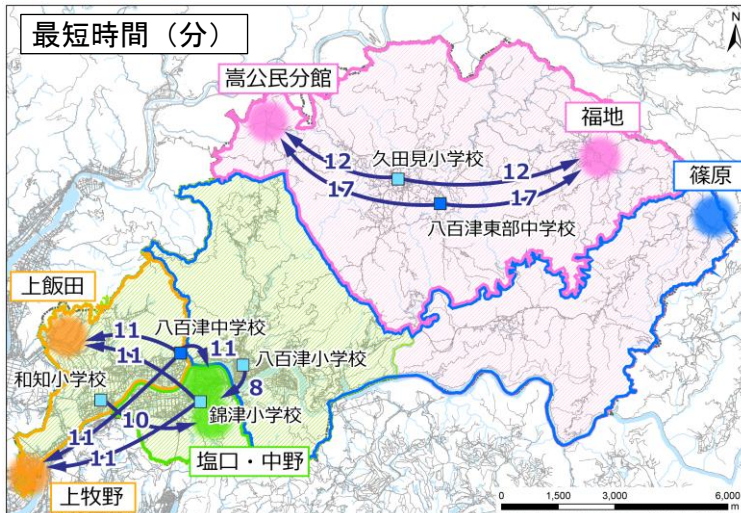 最短時間（分）
N
嵩公民分館
福地
12
久田見小学校
12
17
17
八百津東部中学校
篠原
上飯田
八百津中学校
11
11
八百津小学校
11
和知小学校
8
10
錦津小学校
11
11
塩口・中野
上牧野
0 1,500 3,000 6,000
m